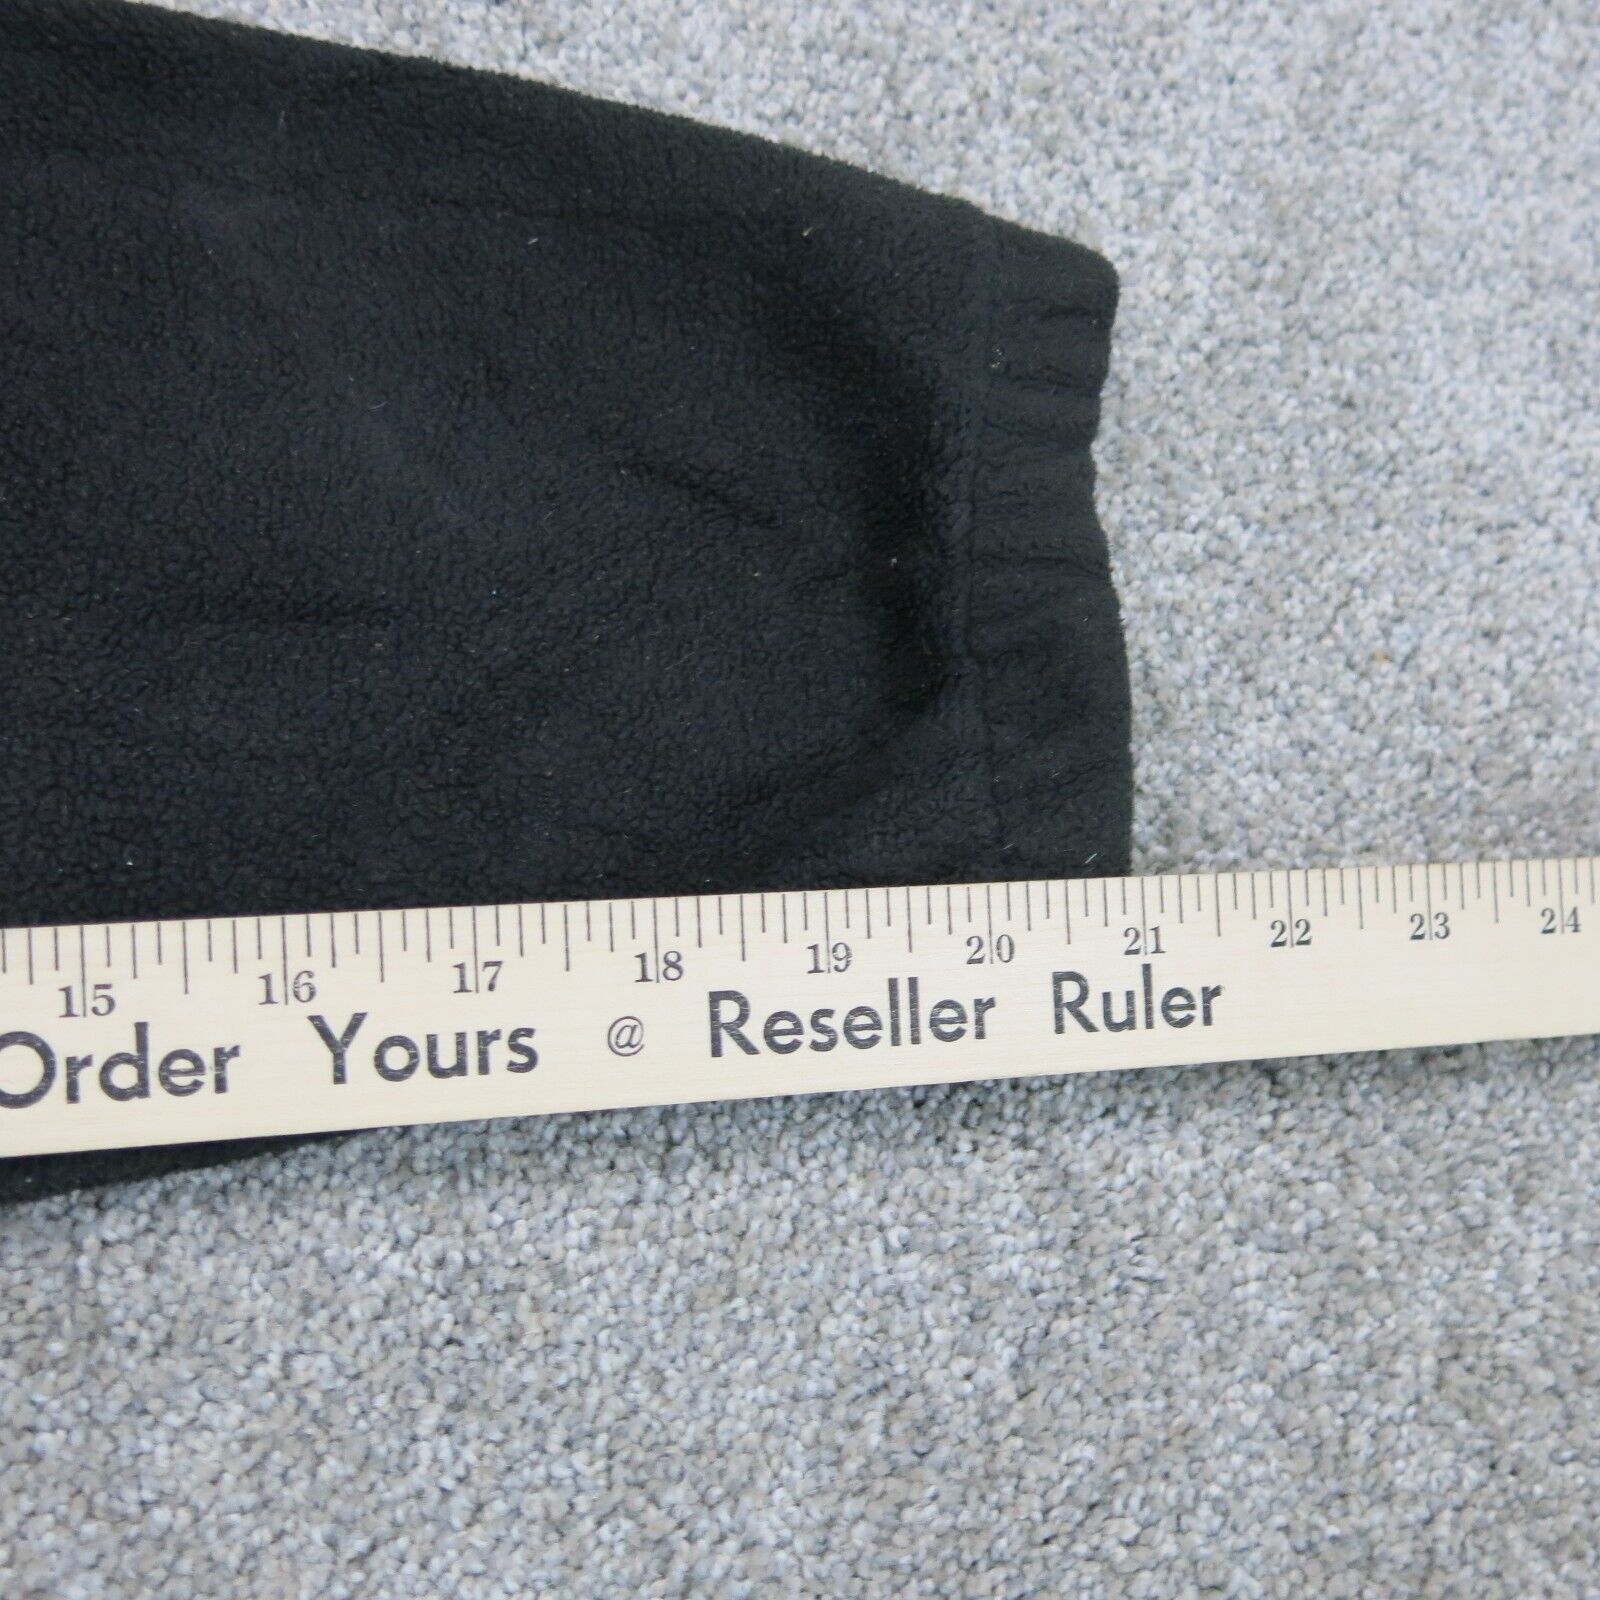 15 16 17 18 19 20 21 22 23 24
Order Yours @ Reseller Ruler